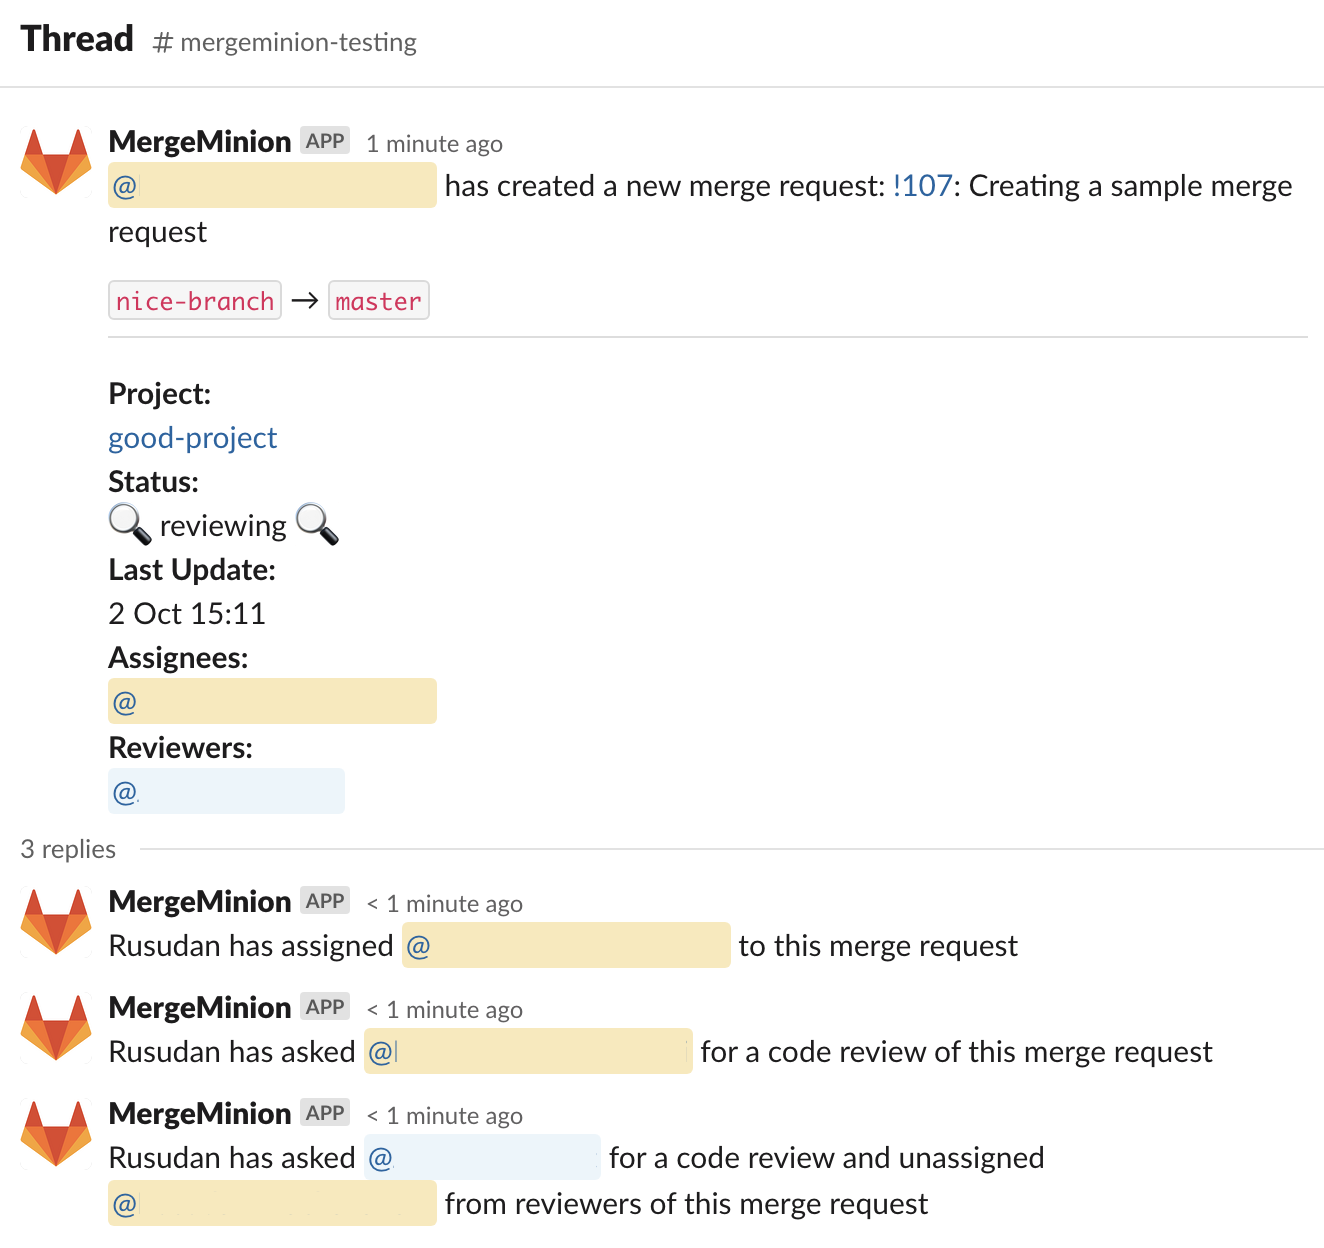 Thread # mergeminion-testing
MergeMinion APP 1 minute ago
@ has created a new merge request: !107: Creating a sample merge
request
nice-branch → master
Project:
good-project
Status:
reviewing
Last Update:
2 Oct 15:11
Assignees:
@
Reviewers:
@
3 replies
MergeMinion APP < 1 minute ago
Rusudan has assigned @ to this merge request
MergeMinion APP < 1 minute ago
Rusudan has asked @ for a code review of this merge request
MergeMinion APP < 1 minute ago
Rusudan has asked @ for a code review and unassigned
@ from reviewers of this merge request